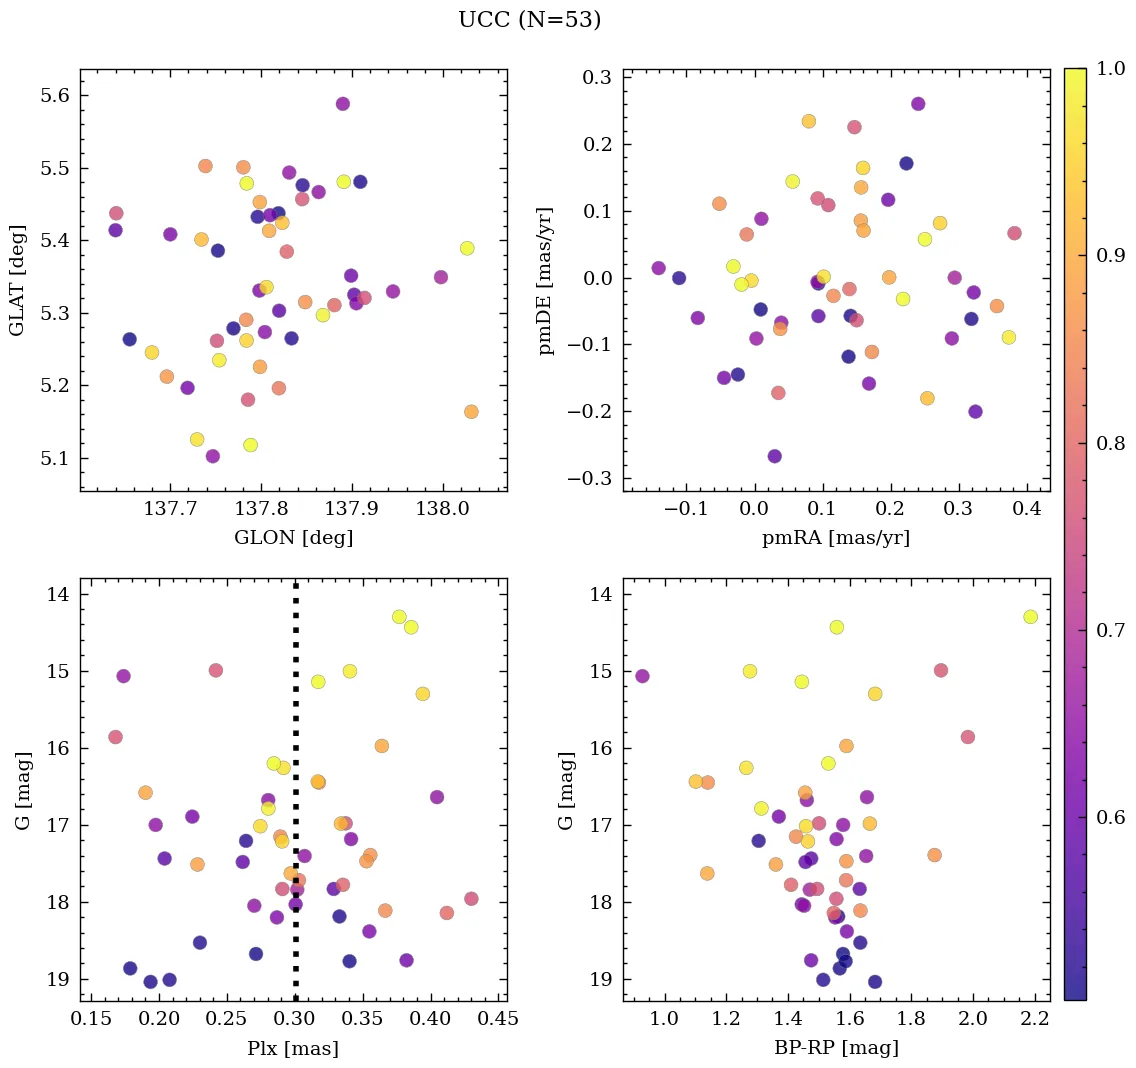 UCC (N=53)
5.6
5.5
5.4
5.3
5.2
5.1
GLAT [deg]
137.7 137.8 137.9 138.0
GLON [deg]
0.3
0.2
0.1
0.0
−0.1
−0.2
−0.3
pmDE [mas/yr]
−0.1 0.0 0.1 0.2 0.3 0.4
pmRA [mas/yr]
14
15
16
17
18
19
G [mag]
0.15 0.20 0.25 0.30 0.35 0.40 0.45
Plx [mas]
14
15
16
17
18
19
G [mag]
1.0 1.2 1.4 1.6 1.8 2.0 2.2
BP-RP [mag]
1.0
0.9
0.8
0.7
0.6